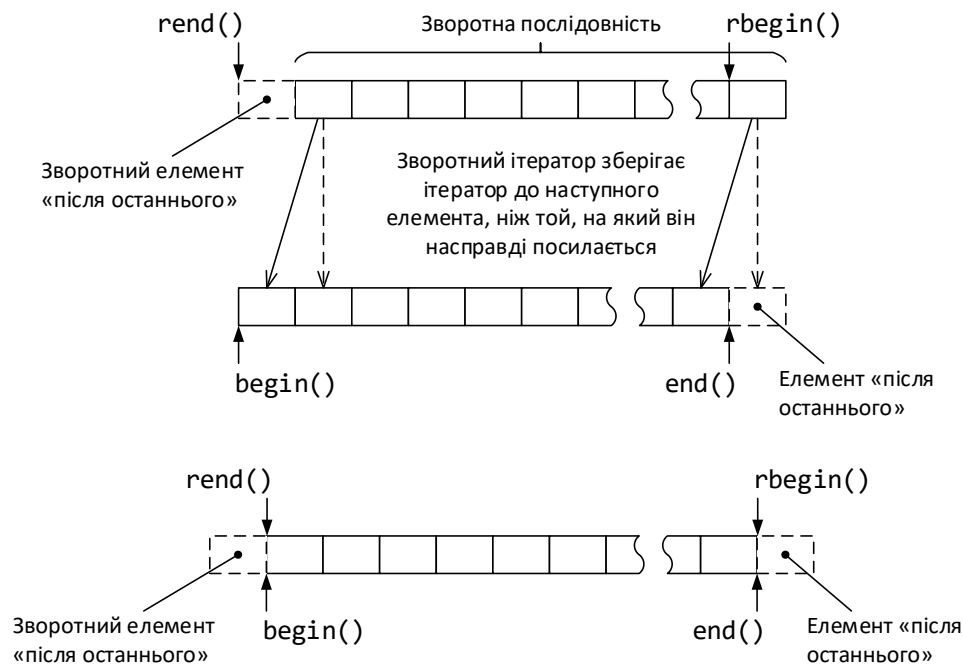 rend()
Зворотна послідовність
rbegin()
Зворотний елемент
«після останнього»
Зворотний ітератор зберігає
ітератор до наступного
елемента, ніж той, на який він
насправді посилається
begin()
end()
Елемент «після
останнього»
rend()
rbegin()
Зворотний елемент
«після останнього»
begin()
end()
Елемент «після
останнього»